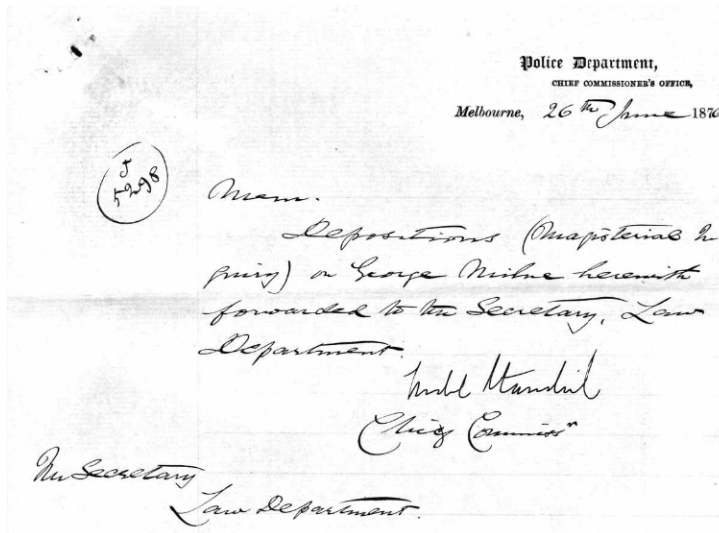 Police Department,
CHIEF COMMISSIONER'S OFFICE,
Melbourne, 26th June 1876
J
5298
Mem.
Depositions (Magisterial In
quiry) on George Milne herewith
forwarded to the Secretary, Law
Department.
Chief Commissr
The Secretary
Law Department.